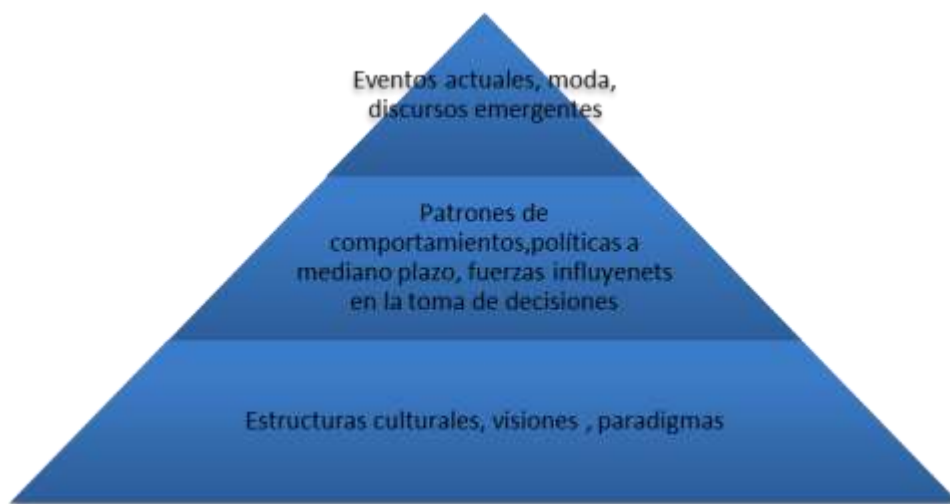 Eventos actuales, moda,
discursos emergentes
Patrones de
comportamientos,políticas a
mediano plazo, fuerzas influyenets
en la toma de decisiones
Estructuras culturales, visiones , paradigmas